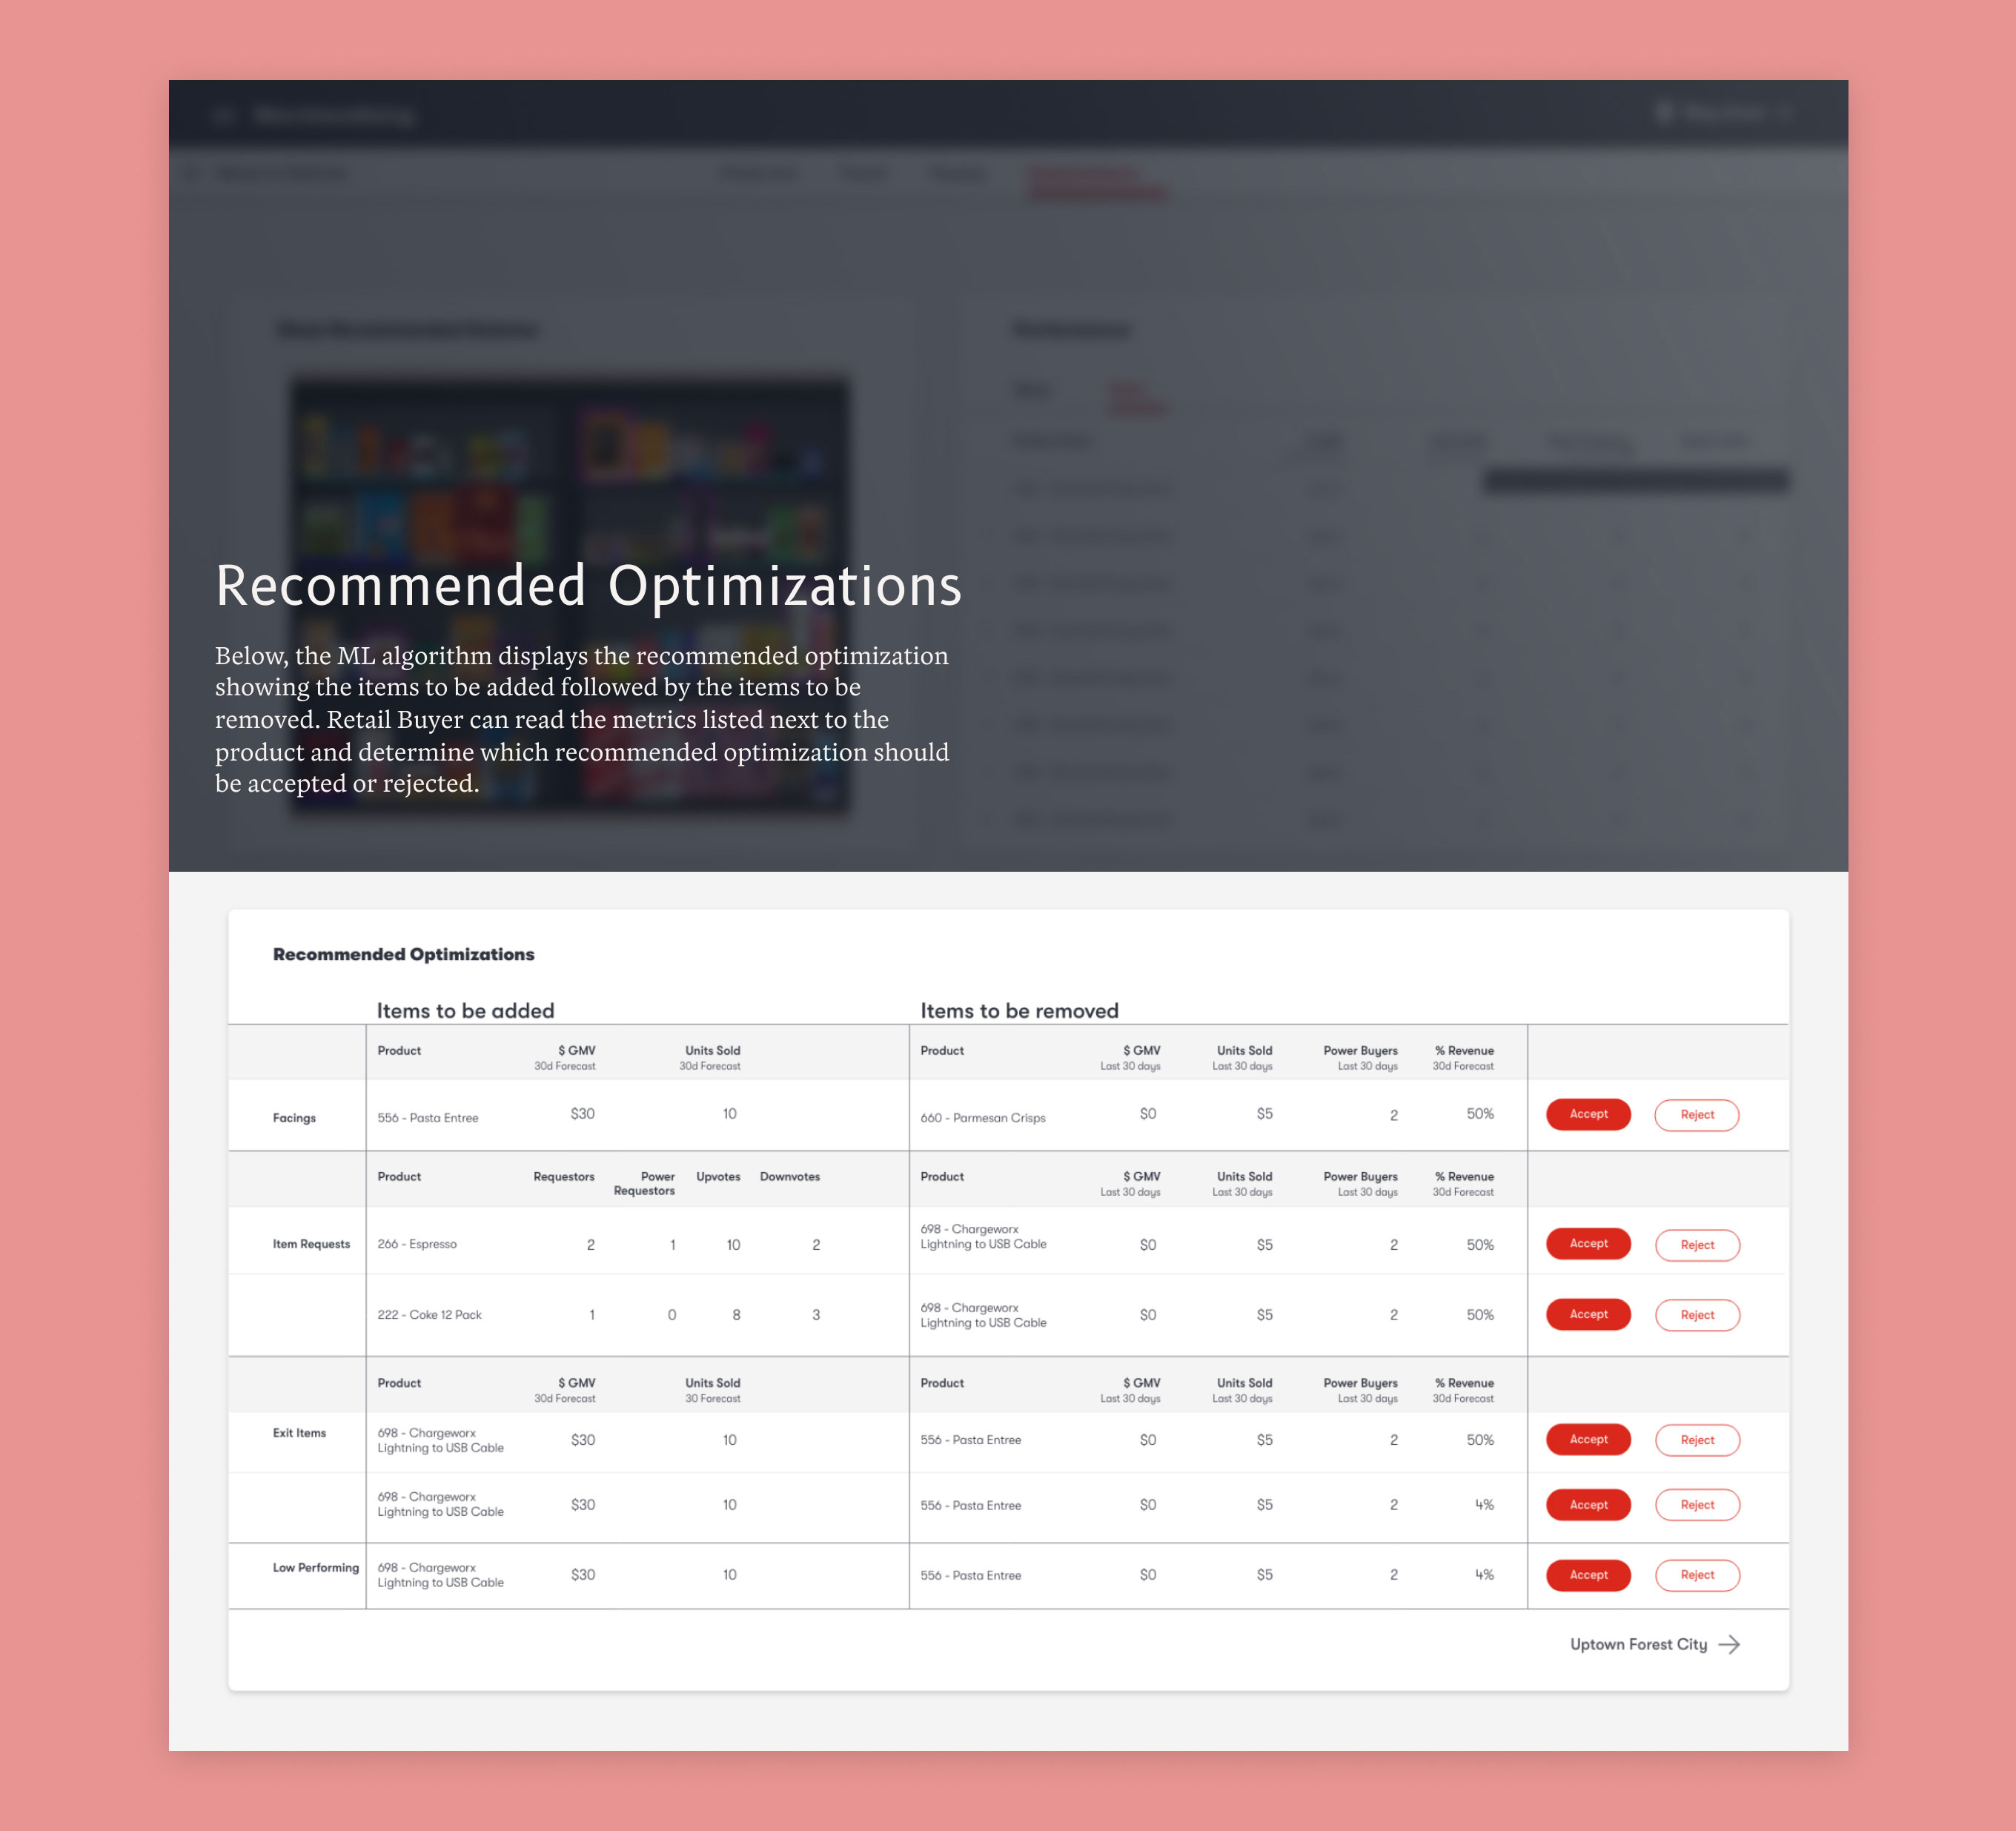 Recommended Optimizations
Below, the ML algorithm displays the recommended optimization
showing the items to be added followed by the items to be
removed. Retail Buyer can read the metrics listed next to the
product and determine which recommended optimization should
be accepted or rejected.
Recommended Optimizations
Items to be added Items to be removed
Product $ GMV Units Sold Product $ GMV Units Sold Power Buyers % Revenue
30d Forecast 30d Forecast Last 30 days Last 30 days Last 30 days 30d Forecast
Facings 556 - Pasta Entree $30 10 660 - Parmesan Crisps $0 $5 2 50% Accept Reject
Product Requestors Power Upvotes Downvotes Product $ GMV Units Sold Power Buyers % Revenue
Requestors Last 30 days Last 30 days Last 30 days 30d Forecast
698 - Chargeworx
Item Requests 266 - Espresso 2 1 10 2 Lightning to USB Cable $0 $5 2 50% Accept Reject
698 - Chargeworx
222 - Coke 12 Pack 1 0 8 3 Lightning to USB Cable $0 $5 2 50% Accept Reject
Product $ GMV Units Sold Product $ GMV Units Sold Power Buyers % Revenue
30d Forecast 30 Forecast Last 30 days Last 30 days Last 30 days 30d Forecast
Exit Items 698 - Chargeworx
Lightning to USB Cable $30 10 556 - Pasta Entree $0 $5 2 50% Accept Reject
698 - Chargeworx
Lightning to USB Cable $30 10 556 - Pasta Entree $0 $5 2 4% Accept Reject
Low Performing 698 - Chargeworx
Lightning to USB Cable $30 10 556 - Pasta Entree $0 $5 2 4% Accept Reject
Uptown Forest City